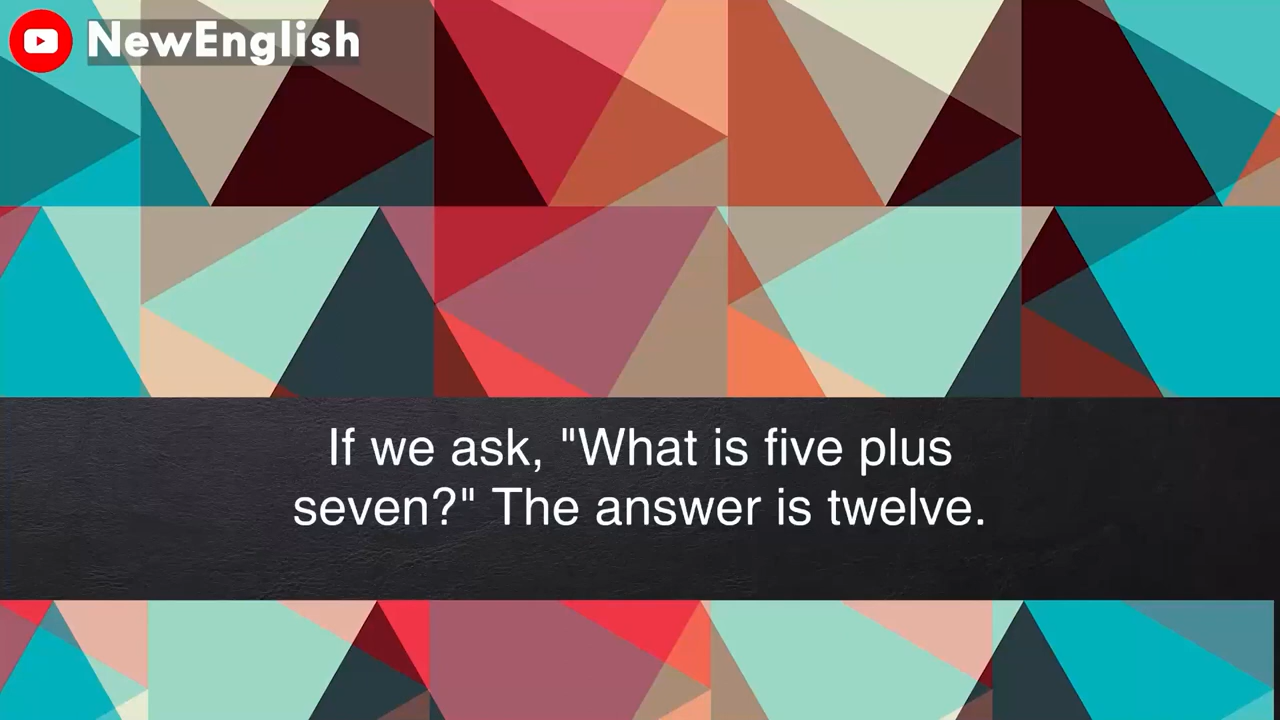 NewEnglish
If we ask, "What is five plus
seven?" The answer is twelve.